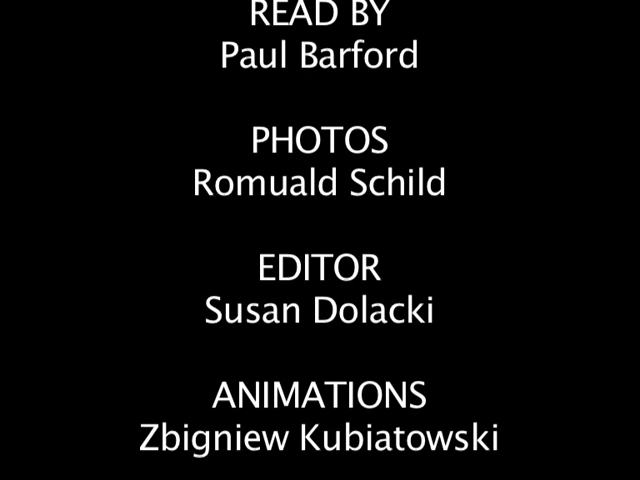 READ BY
Paul Barford
PHOTOS
Romuald Schild
EDITOR
Susan Dolacki
ANIMATIONS
Zbigniew Kubiatowski